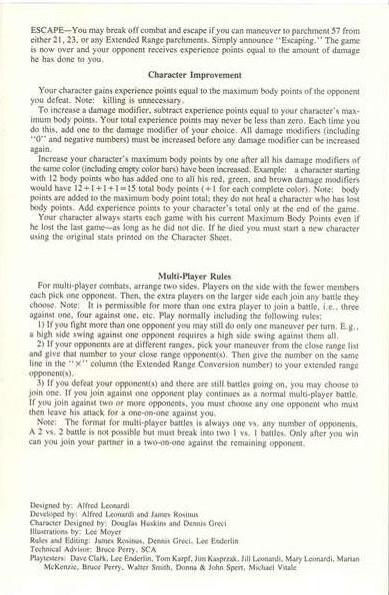 ESCAPE—You may break off combat and escape if you can maneuver to parchment 57 from
either 21, 23, or any Extended Range parchments. Simply announce "Escaping." The game
is now over and your opponent receives experience points equal to the amount of damage
he has done to you.
Character Improvement
Your character gains experience points equal to the maximum body points of the opponent
you defeat. Note: killing is unnecessary.
To increase a damage modifier, subtract experience points equal to your character's max-
imum body points. Your total experience points may never be less than zero. Each time you
do this, add one to the damage modifier of your choice. All damage modifiers (including
"0" and negative numbers) must be increased before any damage modifier can be increased
again.
Increase your character's maximum body points by one after all his damage modifiers of
the same color (including empty color bars) have been increased. Example: a character starting
with 12 body points who has added one to all his red, green, and brown damage modifiers
would have 12+1+1+1=15 total body points (+1 for each complete color). Note: body
points are added to the maximum body point total; they do not heal a character who has lost
body points. Add experience points to your character's total only at the end of the game.
Your character always starts each game with his current Maximum Body Points even if
he lost the last game—as long as he did not die. If he died you must start a new character
using the original stats printed on the Character Sheet.
Multi-Player Rules
For multi-player combats, arrange two sides. Players on the side with the fewer members
each pick one opponent. Then, the extra players on the larger side each join any battle they
choose. Note: It is permissible for more than one extra player to join a battle, i.e., three
against one, four against one, etc. Play normally including the following rules:
1) If you fight more than one opponent you may still do only one maneuver per turn. E.g.,
a high side swing against one opponent requires a high side swing against them all.
2) If your opponents are at different ranges, pick your maneuver from the close range list
and give that number to your close range opponent(s). Then give the number on the same
line in the "×" column (the Extended Range Conversion number) to your extended range
opponent(s).
3) If you defeat your opponent(s) and there are still battles going on, you may choose to
join one. If you join against one opponent play continues as a normal multi-player battle.
If you join against two or more opponents, you must choose any one opponent who must
then leave his attack for a one-on-one against you.
Note: The format for multi-player battles is always one vs. any number of opponents.
A 2 vs. 2 battle is not possible but must break into two 1 vs. 1 battles. Only after you win
can you join your partner in a two-on-one against the remaining opponent.
Designed by: Alfred Leonardi
Developed by: Alfred Leonardi and James Rosinus
Character Designed by: Douglas Huskins and Dennis Greci
Illustrations by: Lee Moyer
Rules and Editing: James Rosinus, Dennis Greci, Lee Enderlin
Technical Advisor: Bruce Perry, SCA
Playtesters: Dave Clark, Lee Enderlin, Tom Karpf, Jim Kasprzak, Jill Leonardi, Mary Leonardi, Marian
McKenzie, Bruce Perry, Walter Smith, Donna & John Spert, Michael Vitale